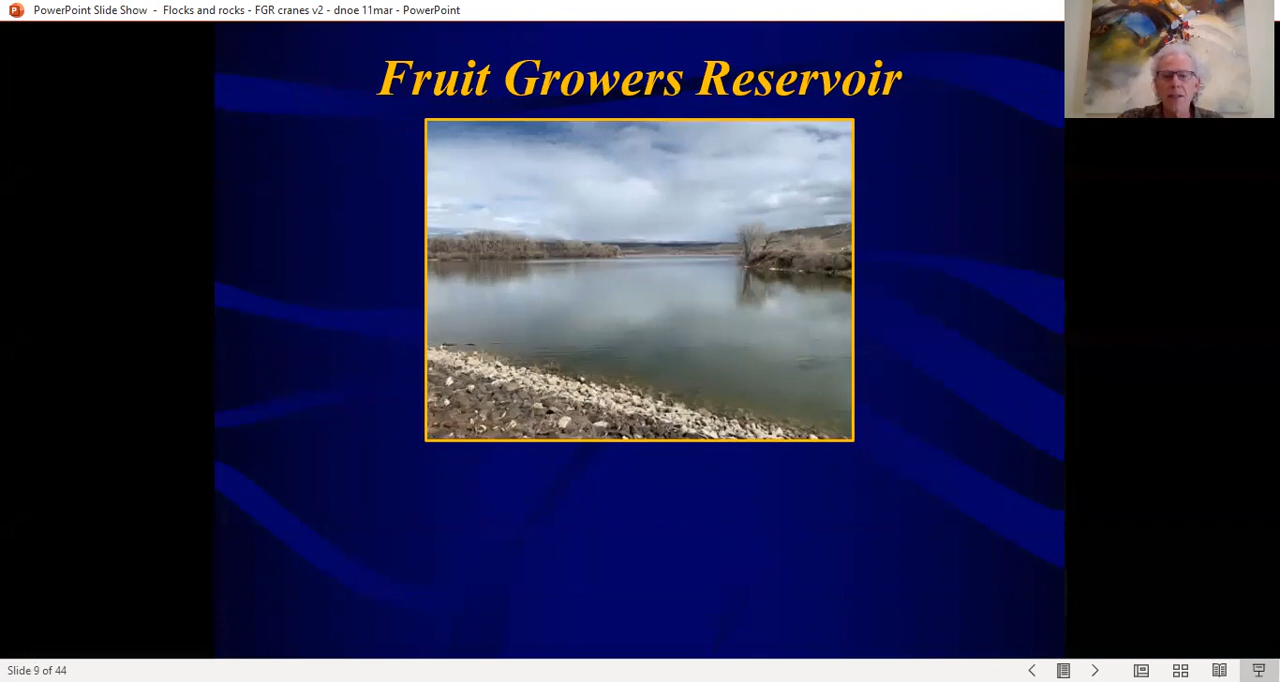 PowerPoint Slide Show - Flocks and rocks - FGR cranes v2 - dnoe 11mar - PowerPoint
Fruit Growers Reservoir
Slide 9 of 44